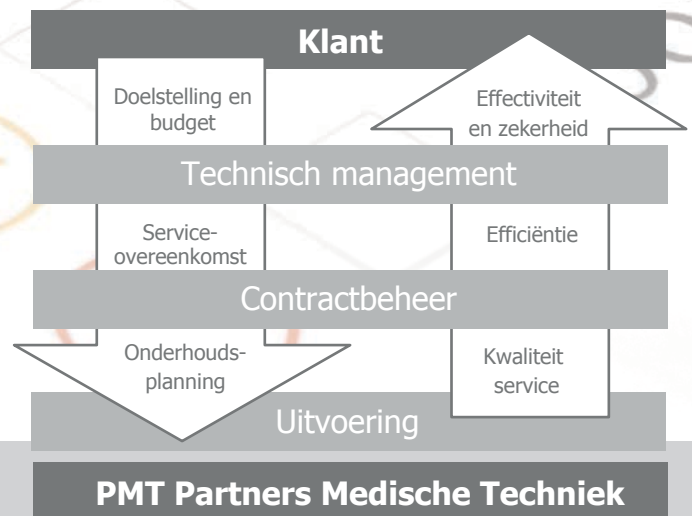 Klant
Doelstelling en
budget
Effectiviteit
en zekerheid
Technisch management
Service-
overeenkomst
Efficiëntie
Contractbeheer
Onderhouds-
planning
Kwaliteit
service
Uitvoering
PMT Partners Medische Techniek